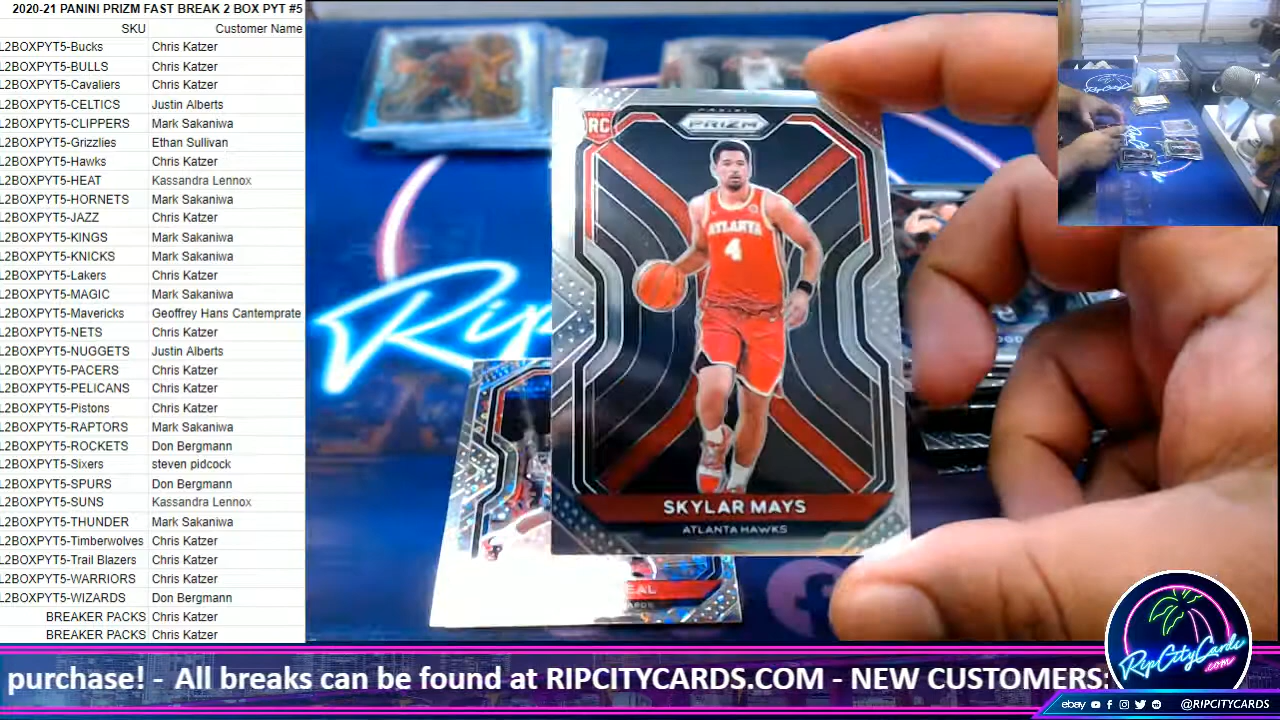 2020-21 PANINI PRIZM FAST BREAK 2 BOX PYT #5
SKU Customer Name
L2BOXPYT5-Bucks Chris Katzer
L2BOXPYT5-BULLS Chris Katzer
L2BOXPYT5-Cavaliers Chris Katzer
L2BOXPYT5-CELTICS Justin Alberts
L2BOXPYT5-CLIPPERS Mark Sakaniwa
L2BOXPYT5-Grizzlies Ethan Sullivan
L2BOXPYT5-Hawks Chris Katzer
L2BOXPYT5-HEAT Kassandra Lennox
L2BOXPYT5-HORNETS Mark Sakaniwa
L2BOXPYT5-JAZZ Chris Katzer
L2BOXPYT5-KINGS Mark Sakaniwa
L2BOXPYT5-KNICKS Mark Sakaniwa
L2BOXPYT5-Lakers Chris Katzer
L2BOXPYT5-MAGIC Mark Sakaniwa
L2BOXPYT5-Mavericks Geoffrey Hans Cantemprate
L2BOXPYT5-NETS Chris Katzer
L2BOXPYT5-NUGGETS Justin Alberts
L2BOXPYT5-PACERS Chris Katzer
L2BOXPYT5-PELICANS Chris Katzer
L2BOXPYT5-Pistons Chris Katzer
L2BOXPYT5-RAPTORS Mark Sakaniwa
L2BOXPYT5-ROCKETS Don Bergmann
L2BOXPYT5-Sixers steven pidcock
L2BOXPYT5-SPURS Don Bergmann
L2BOXPYT5-SUNS Kassandra Lennox
L2BOXPYT5-THUNDER Mark Sakaniwa
L2BOXPYT5-Timberwolves Chris Katzer
L2BOXPYT5-Trail Blazers Chris Katzer
L2BOXPYT5-WARRIORS Chris Katzer
L2BOXPYT5-WIZARDS Don Bergmann
BREAKER PACKS Chris Katzer
BREAKER PACKS Chris Katzer
PANINI
PRIZM
RC
ATLANTA
4
SKYLAR MAYS
ATLANTA HAWKS
Rip
EAL
purchase! - All breaks can be found at RIPCITYCARDS.COM - NEW CUSTOMERS:
RipCityCards
.com
ebay @RIPCITYCARDS